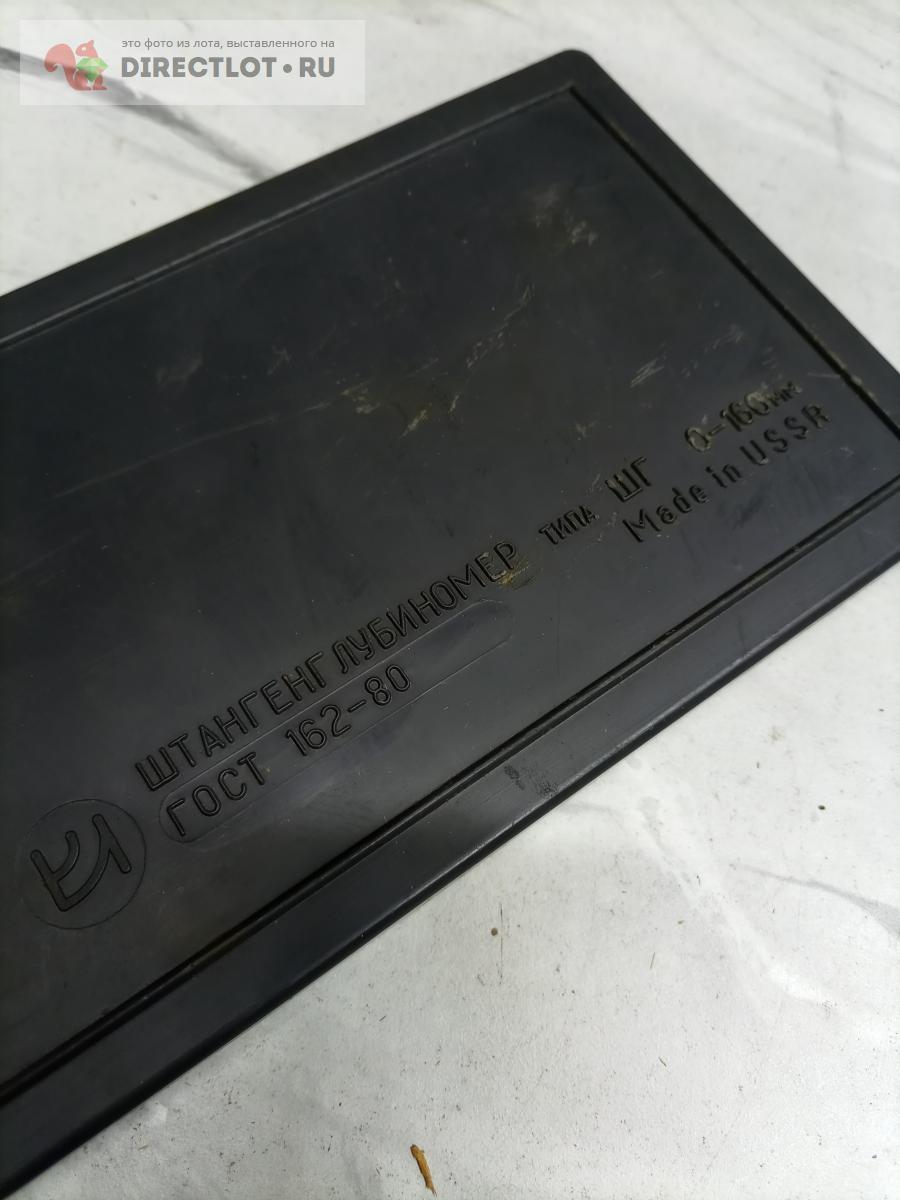 это фото из лота, выставленного на
DIRECTLOT.RU
ШТАНГЕНГЛУБИНОМЕР ТИПА ШГ 0-160мм
ГОСТ 162-80
Made in USSR